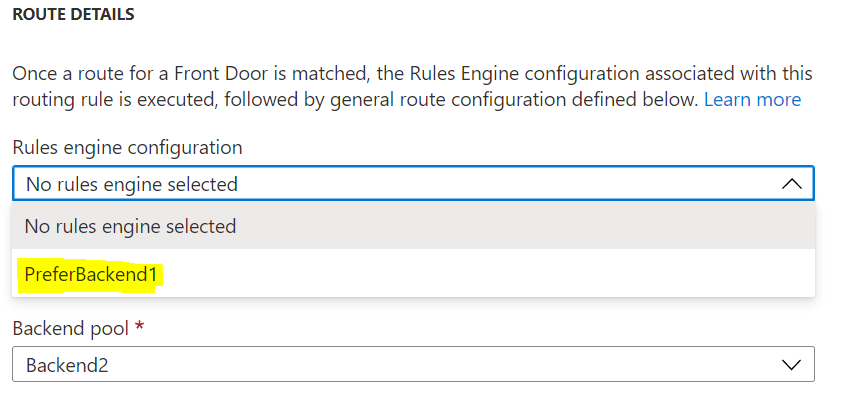 ROUTE DETAILS
Once a route for a Front Door is matched, the Rules Engine configuration associated with this
routing rule is executed, followed by general route configuration defined below. Learn more
Rules engine configuration
No rules engine selected
No rules engine selected
PreferBackend1
Backend pool *
Backend2